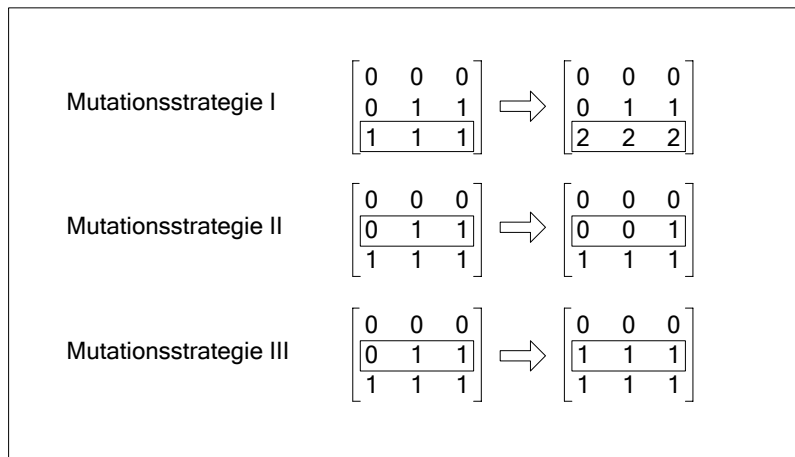 0 0 0 0 0 0
Mutationsstrategie I 0 1 1 0 1 1
1 1 1 2 2 2
0 0 0 0 0 0
Mutationsstrategie II 0 1 1 0 0 1
1 1 1 1 1 1
0 0 0 0 0 0
Mutationsstrategie III 0 1 1 1 1 1
1 1 1 1 1 1